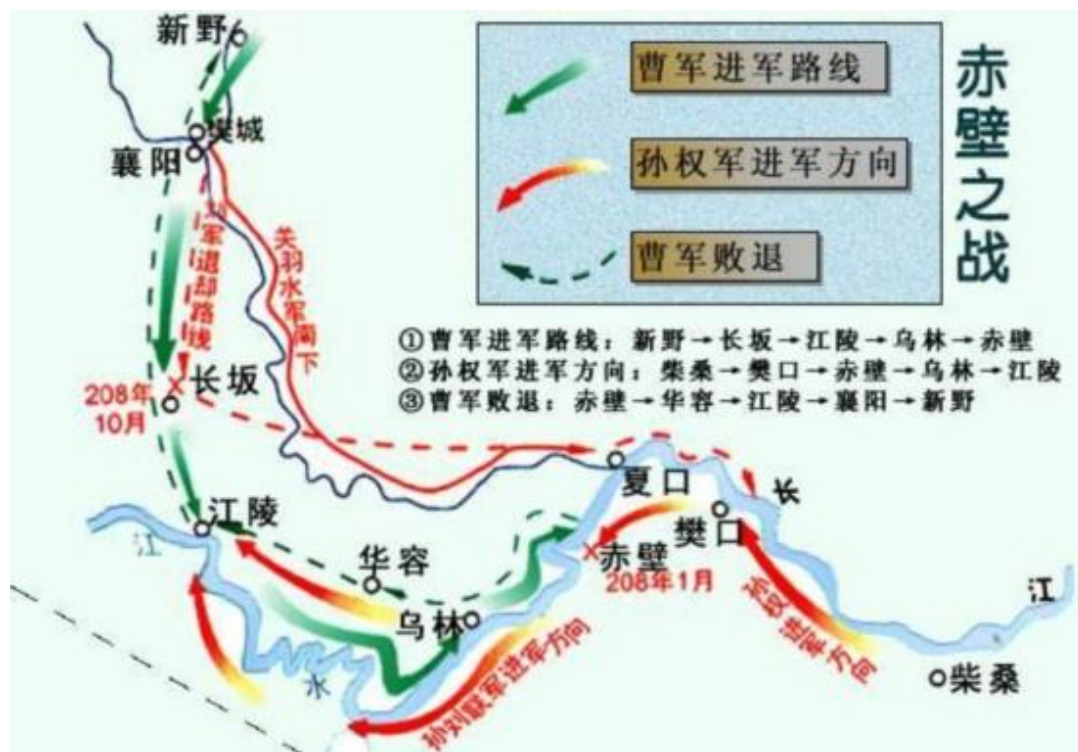 赤壁之战
曹军进军路线
孙权军进军方向
曹军败退
①曹军进军路线：新野→长坂→江陵→乌林→赤壁
②孙权军进军方向：柴桑→樊口→赤壁→乌林→江陵
③曹军败退：赤壁→华容→江陵→襄阳→新野
新野
樊城
襄阳
刘军退却路线
关羽水军南下
长坂
208年
10月
江陵
江
华容
乌林
水
夏口
樊口
长
赤壁
208年1月
江
柴桑
孙权进军方向
孙刘联军进军方向